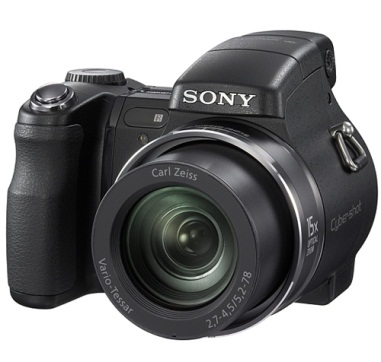 SONY
Carl Zeiss
15x
Cyber-shot
Vario-Tessar
2,7-4,5/5,2-78